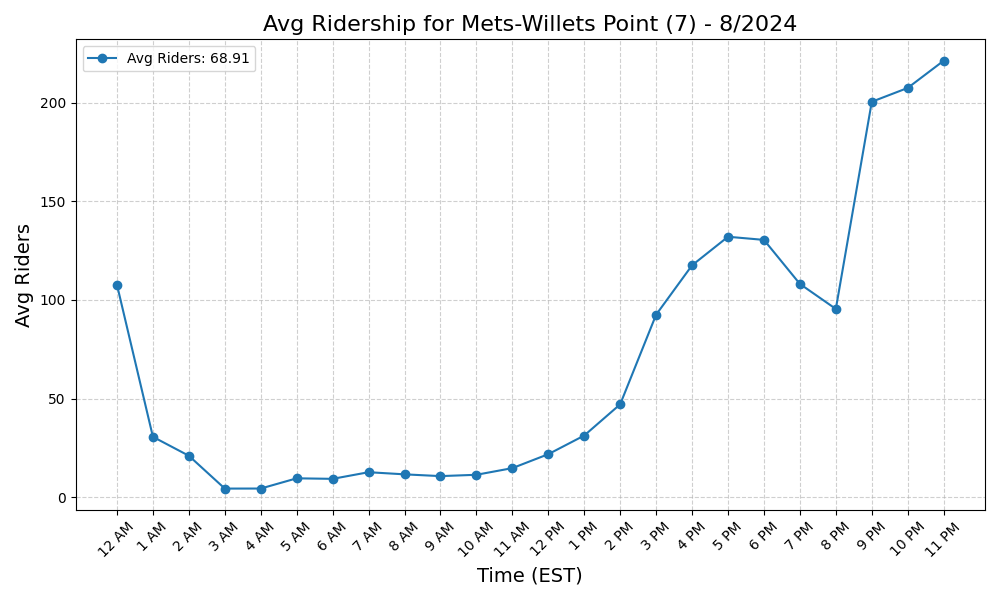 Avg Ridership for Mets-Willets Point (7) - 8/2024
Avg Riders: 68.91
Avg Riders
200
150
100
50
0
12 AM
1 AM
2 AM
3 AM
4 AM
5 AM
6 AM
7 AM
8 AM
9 AM
10 AM
11 AM
12 PM
1 PM
2 PM
3 PM
4 PM
5 PM
6 PM
7 PM
8 PM
9 PM
10 PM
11 PM
Time (EST)